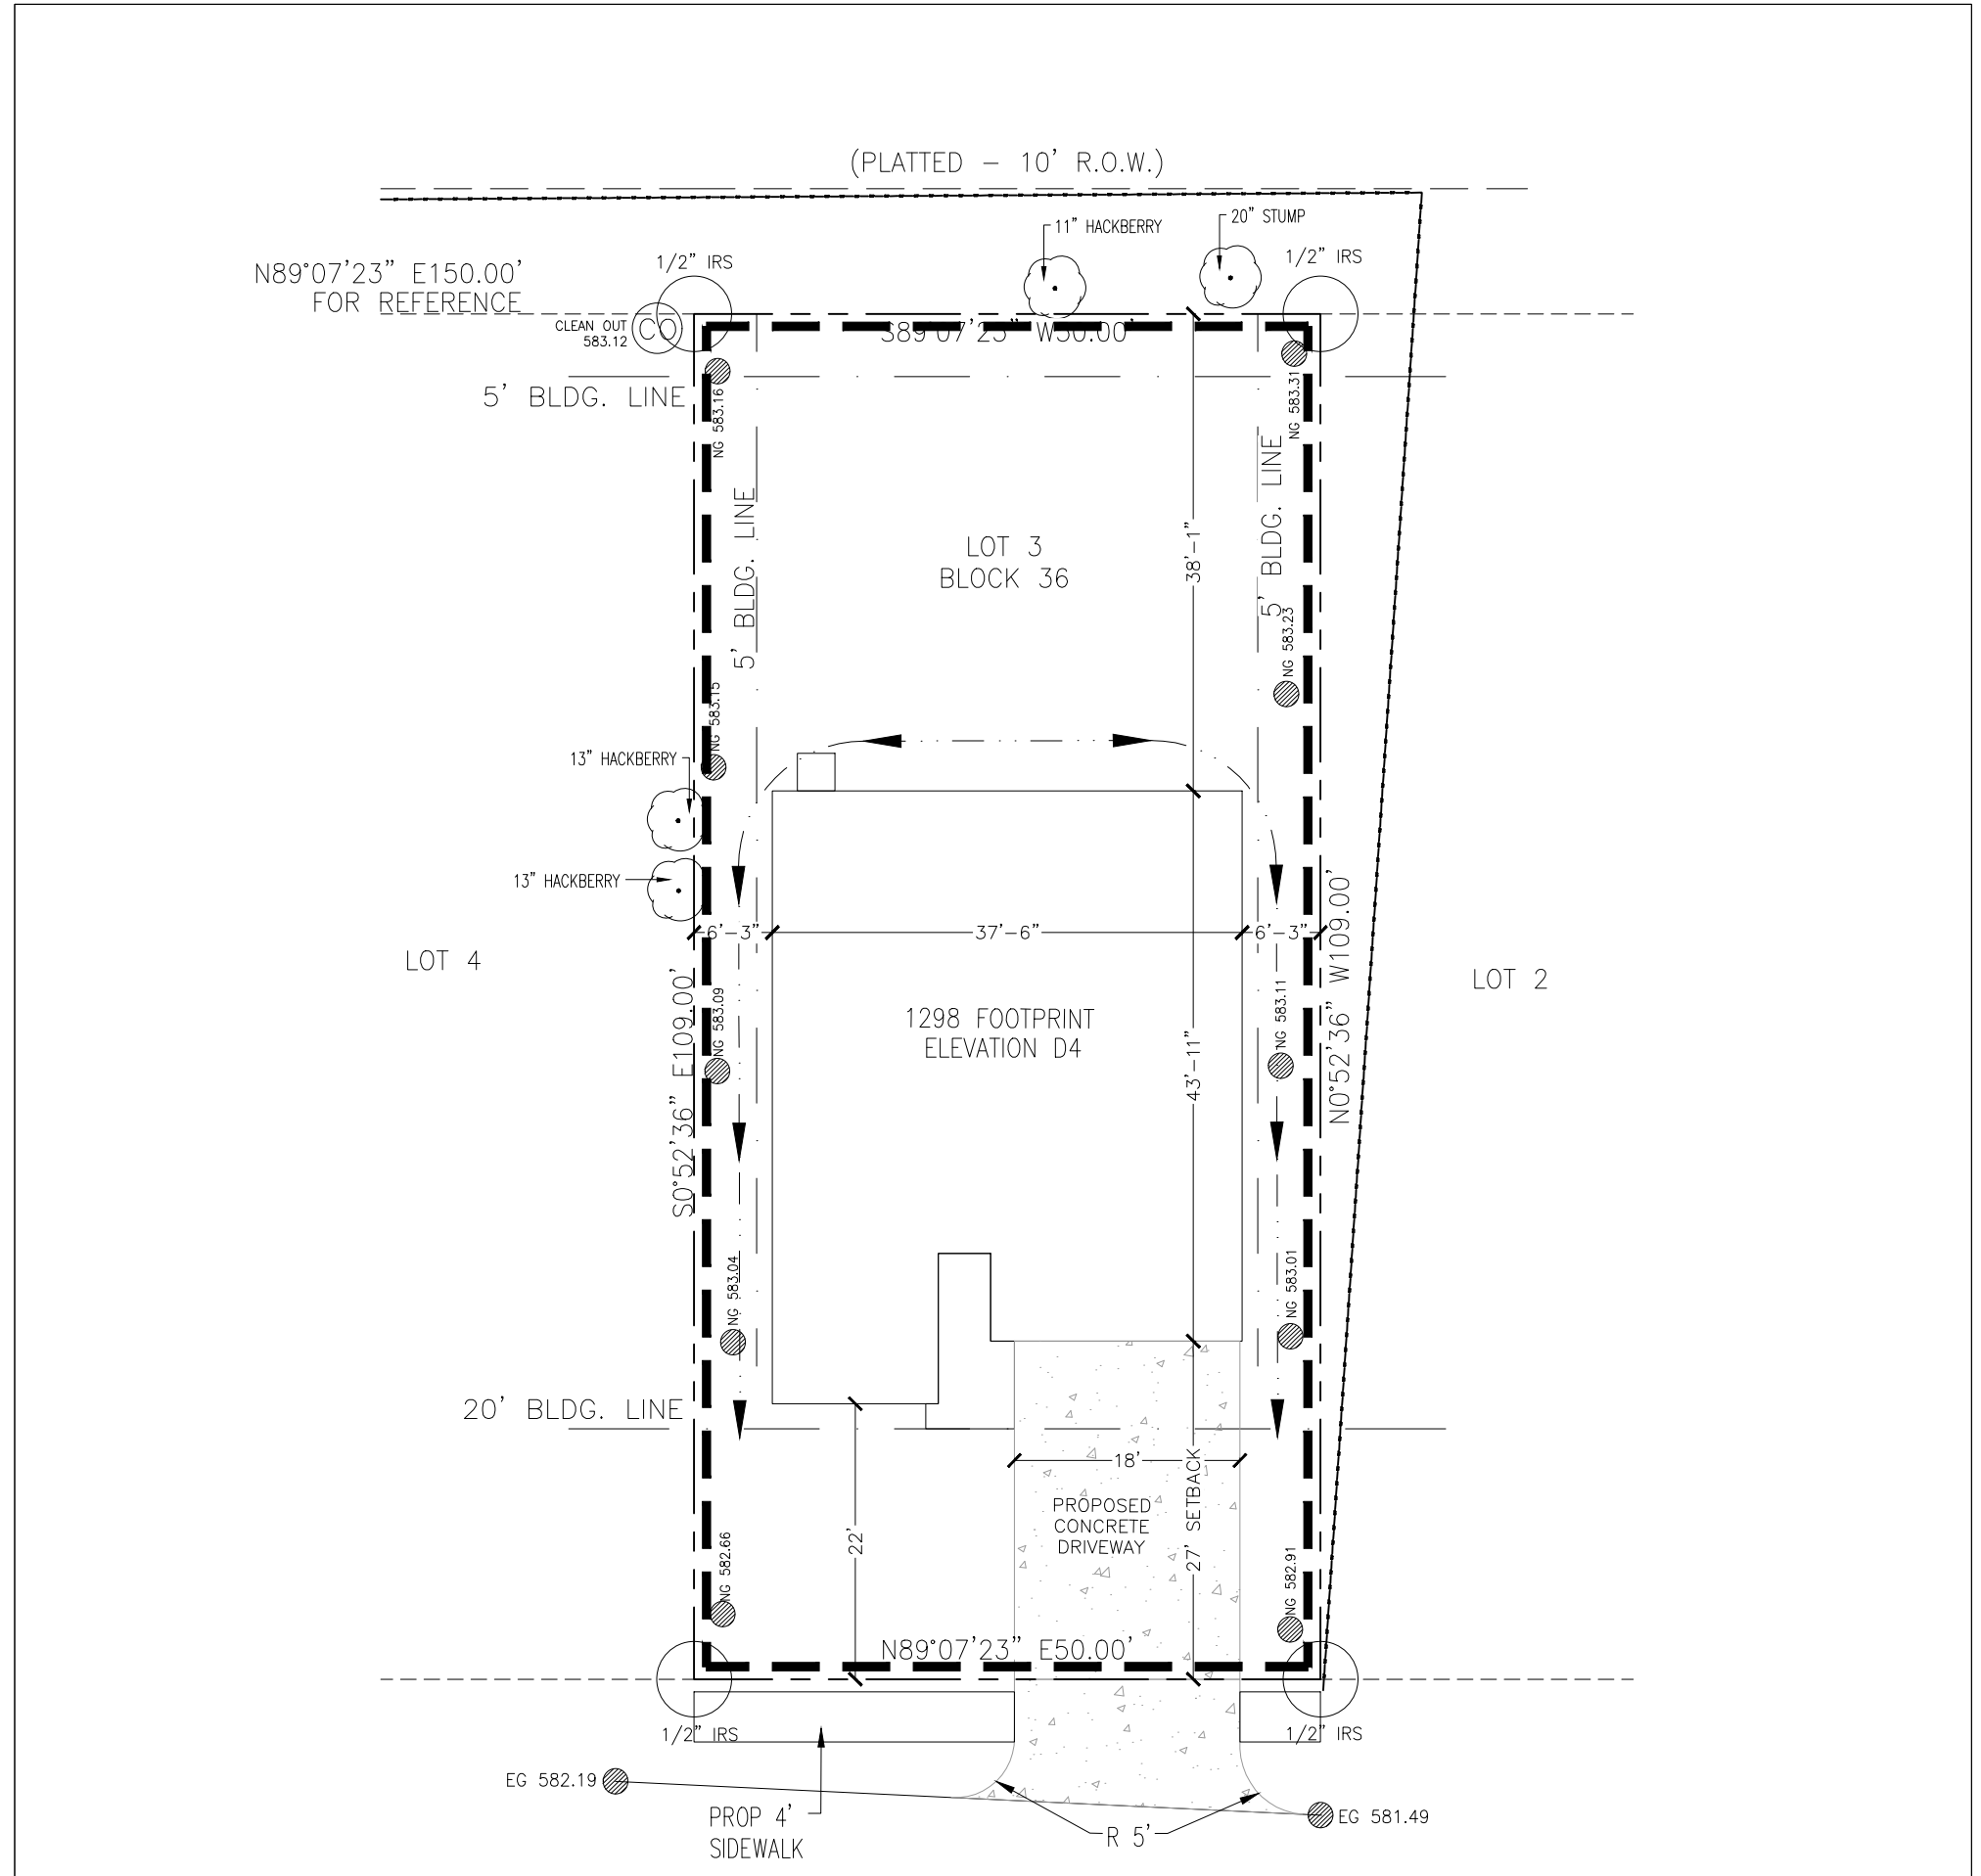 (PLATTED – 10' R.O.W.)
11" HACKBERRY
20" STUMP
1/2" IRS
1/2" IRS
N89°07'23" E150.00'
FOR REFERENCE
CLEAN OUT
583.12
CO
S89°07'23" W50.00'
5' BLDG. LINE
NG 583.16
NG 583.31
5' BLDG. LINE
5' BLDG. LINE
LOT 3
BLOCK 36
38'-1"
NG 583.23
NG 583.15
13" HACKBERRY
13" HACKBERRY
6'-3"
37'-6"
6'-3"
LOT 4
LOT 2
S0°52'36" E109.00'
N0°52'36" W109.00'
NG 583.09
NG 583.11
1298 FOOTPRINT
ELEVATION D4
43'-11"
NG 583.04
NG 583.01
20' BLDG. LINE
18'
27' SETBACK
22'
PROPOSED
CONCRETE
DRIVEWAY
NG 582.66
NG 582.91
N89°07'23" E50.00'
1/2" IRS
1/2" IRS
EG 582.19
EG 581.49
PROP 4'
SIDEWALK
R 5'